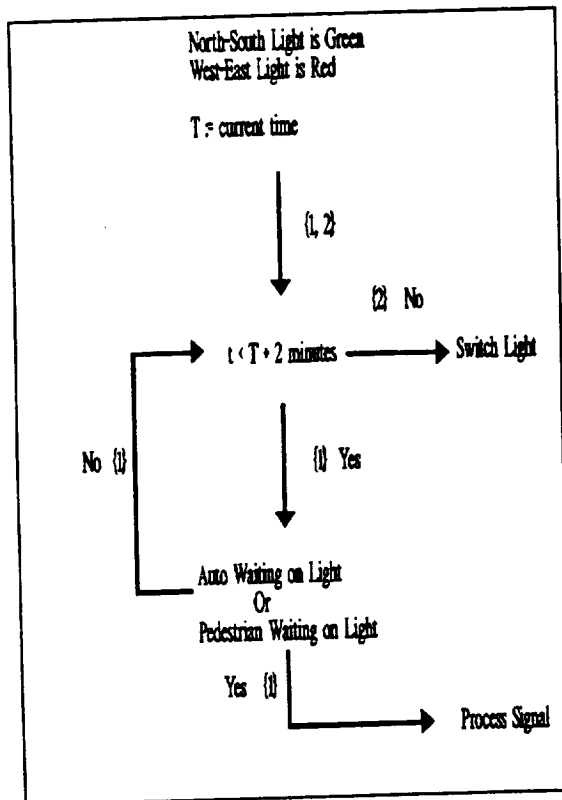 North-South Light is Green
West-East Light is Red
T := current time
{1, 2}
{2} No
t < T + 2 minutes
Switch Light
No {1}
{1} Yes
Auto Waiting on Light
Or
Pedestrian Waiting on Light
Yes {1}
Process Signal